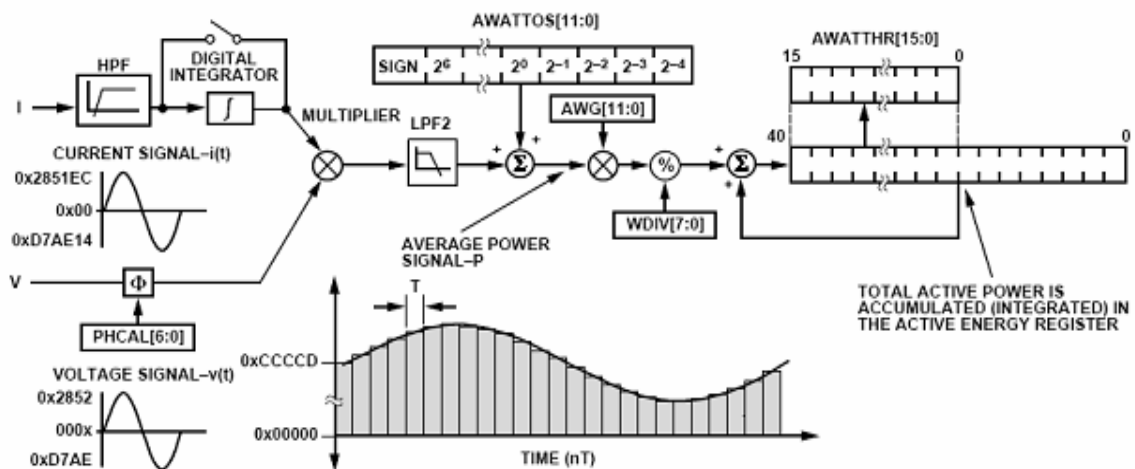 AWATTOS[11:0]
SIGN 2⁶ 2⁰ 2⁻¹ 2⁻² 2⁻³ 2⁻⁴
AWATTHR[15:0]
15 0
HPF
DIGITAL
INTEGRATOR
I
∫
MULTIPLIER
LPF2
AWG[11:0]
40 0
+ Σ +
%
+ Σ +
WDIV[7:0]
CURRENT SIGNAL–i(t)
0x2851EC
0x00
0xD7AE14
AVERAGE POWER
SIGNAL–P
V
Φ
PHCAL[6:0]
TOTAL ACTIVE POWER IS
ACCUMULATED (INTEGRATED) IN
THE ACTIVE ENERGY REGISTER
T
0xCCCCD
0x00000
TIME (nT)
VOLTAGE SIGNAL–v(t)
0x2852
000x
0xD7AE